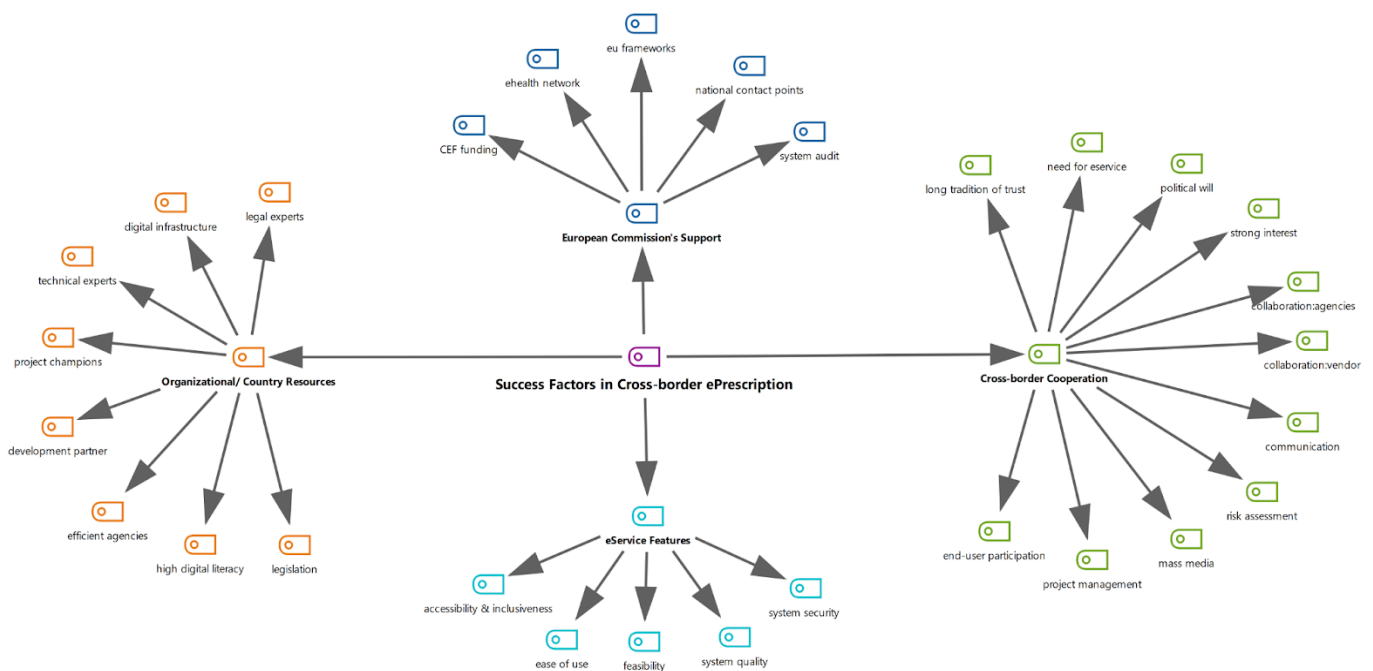 eu frameworks
ehealth network
national contact points
CEF funding
system audit
European Commission's Support
legal experts
digital infrastructure
technical experts
project champions
Organizational/ Country Resources
development partner
efficient agencies
high digital literacy
legislation
Success Factors in Cross-border ePrescription
need for eservice
long tradition of trust
political will
strong interest
collaboration:agencies
collaboration:vendor
Cross-border Cooperation
communication
risk assessment
mass media
project management
end-user participation
eService Features
accessibility & inclusiveness
system security
ease of use
feasibility
system quality